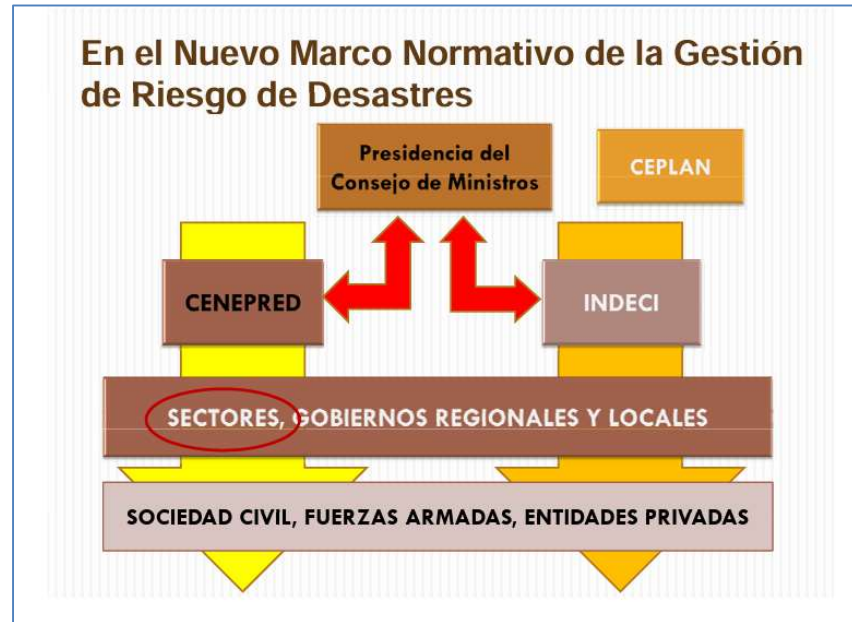 En el Nuevo Marco Normativo de la Gestión
de Riesgo de Desastres
Presidencia del
Consejo de Ministros
CEPLAN
CENEPRED
INDECI
SECTORES, GOBIERNOS REGIONALES Y LOCALES
SOCIEDAD CIVIL, FUERZAS ARMADAS, ENTIDADES PRIVADAS